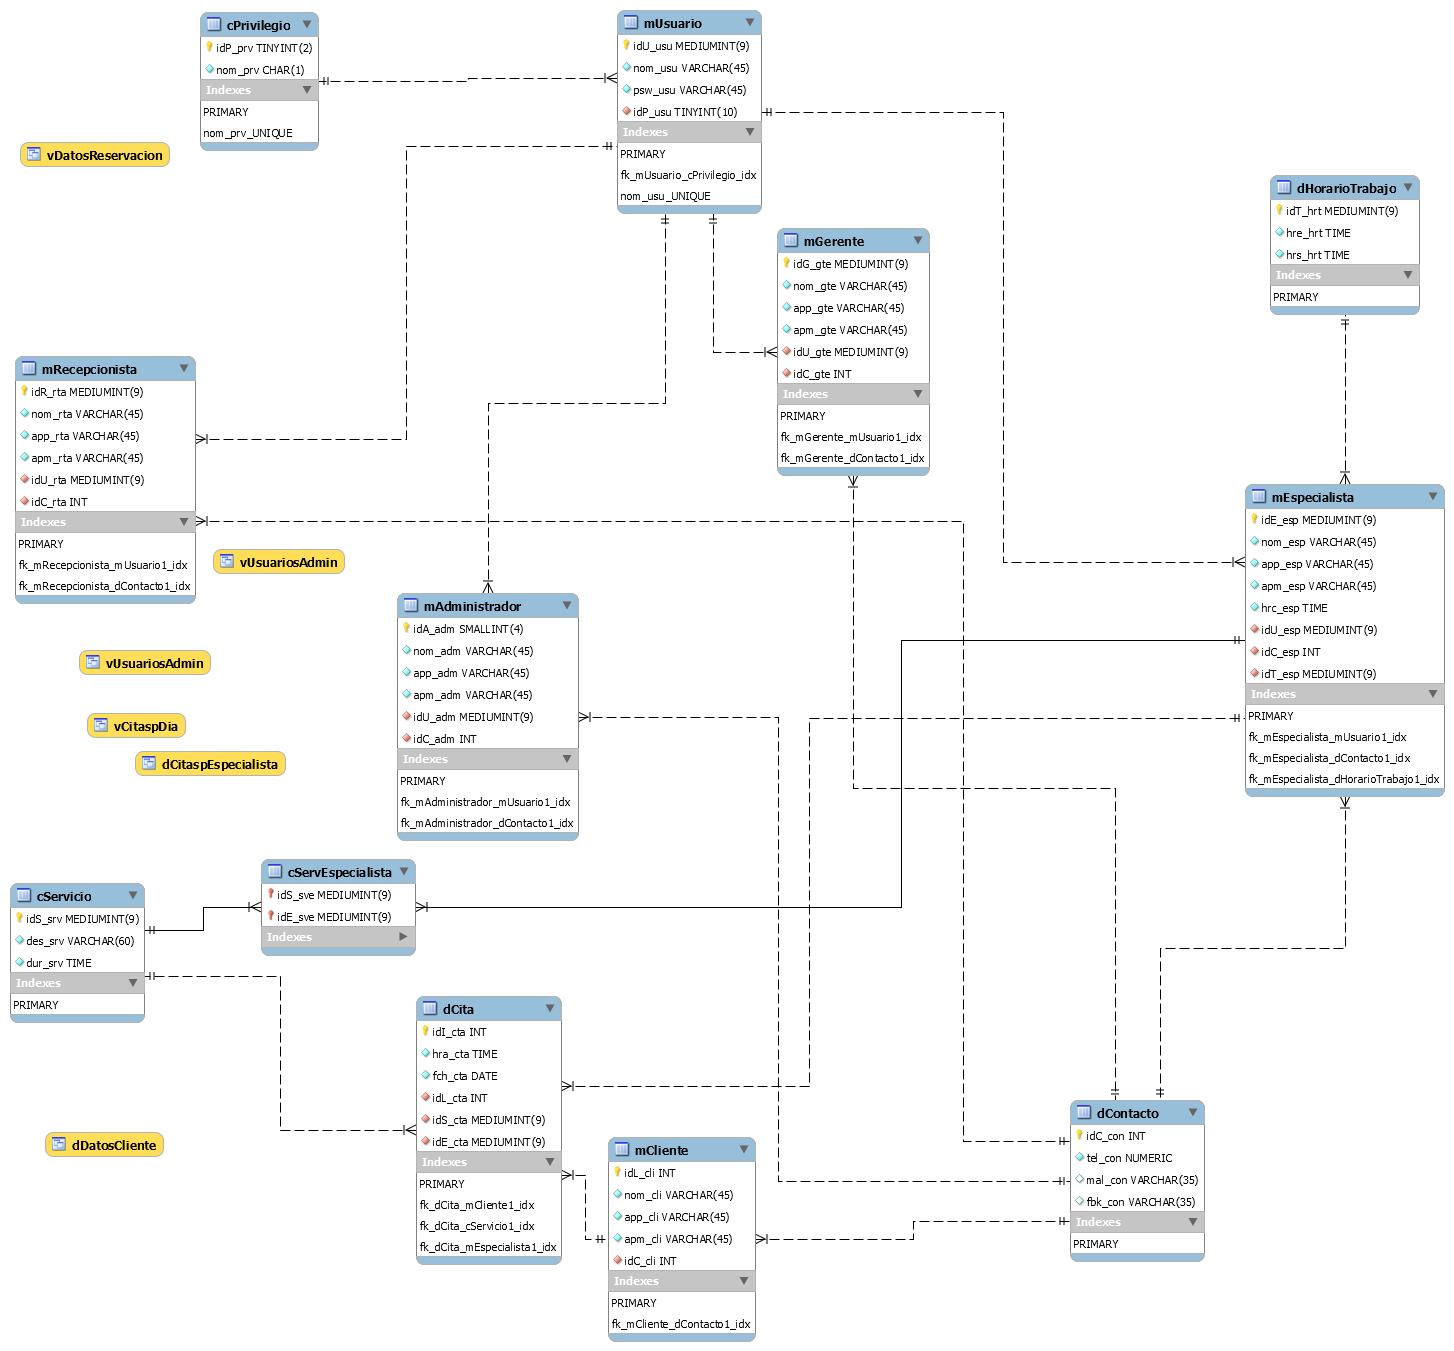 cPrivilegio
idP_prv TINYINT(2)
nom_prv CHAR(1)
Indexes
PRIMARY
nom_prv_UNIQUE
mUsuario
idU_usu MEDIUMINT(9)
nom_usu VARCHAR(45)
psw_usu VARCHAR(45)
idP_usu TINYINT(10)
Indexes
PRIMARY
fk_mUsuario_cPrivilegio_idx
nom_usu_UNIQUE
vDatosReservacion
dHorarioTrabajo
idT_hrt MEDIUMINT(9)
hre_hrt TIME
hrs_hrt TIME
Indexes
PRIMARY
mGerente
idG_gte MEDIUMINT(9)
nom_gte VARCHAR(45)
app_gte VARCHAR(45)
apm_gte VARCHAR(45)
idU_gte MEDIUMINT(9)
idC_gte INT
Indexes
PRIMARY
fk_mGerente_mUsuario1_idx
fk_mGerente_dContacto1_idx
mRecepcionista
idR_rta MEDIUMINT(9)
nom_rta VARCHAR(45)
app_rta VARCHAR(45)
apm_rta VARCHAR(45)
idU_rta MEDIUMINT(9)
idC_rta INT
Indexes
PRIMARY
fk_mRecepcionista_mUsuario1_idx
fk_mRecepcionista_dContacto1_idx
mEspecialista
idE_esp MEDIUMINT(9)
nom_esp VARCHAR(45)
app_esp VARCHAR(45)
apm_esp VARCHAR(45)
hrc_esp TIME
idU_esp MEDIUMINT(9)
idC_esp INT
idT_esp MEDIUMINT(9)
Indexes
PRIMARY
fk_mEspecialista_mUsuario1_idx
fk_mEspecialista_dContacto1_idx
fk_mEspecialista_dHorarioTrabajo1_idx
vUsuariosAdmin
mAdministrador
idA_adm SMALLINT(4)
nom_adm VARCHAR(45)
app_adm VARCHAR(45)
apm_adm VARCHAR(45)
idU_adm MEDIUMINT(9)
idC_adm INT
Indexes
PRIMARY
fk_mAdministrador_mUsuario1_idx
fk_mAdministrador_dContacto1_idx
vUsuariosAdmin
vCitaspDia
dCitaspEspecialista
cServicio
idS_srv MEDIUMINT(9)
des_srv VARCHAR(60)
dur_srv TIME
Indexes
PRIMARY
cServEspecialista
idS_sve MEDIUMINT(9)
idE_sve MEDIUMINT(9)
Indexes
dCita
idI_cta INT
hra_cta TIME
fch_cta DATE
idL_cta INT
idS_cta MEDIUMINT(9)
idE_cta MEDIUMINT(9)
Indexes
PRIMARY
fk_dCita_mCliente1_idx
fk_dCita_cServicio1_idx
fk_dCita_mEspecialista1_idx
dDatosCliente
mCliente
idL_cli INT
nom_cli VARCHAR(45)
app_cli VARCHAR(45)
apm_cli VARCHAR(45)
idC_cli INT
Indexes
PRIMARY
fk_mCliente_dContacto1_idx
dContacto
idC_con INT
tel_con NUMERIC
mal_con VARCHAR(35)
fbk_con VARCHAR(35)
Indexes
PRIMARY